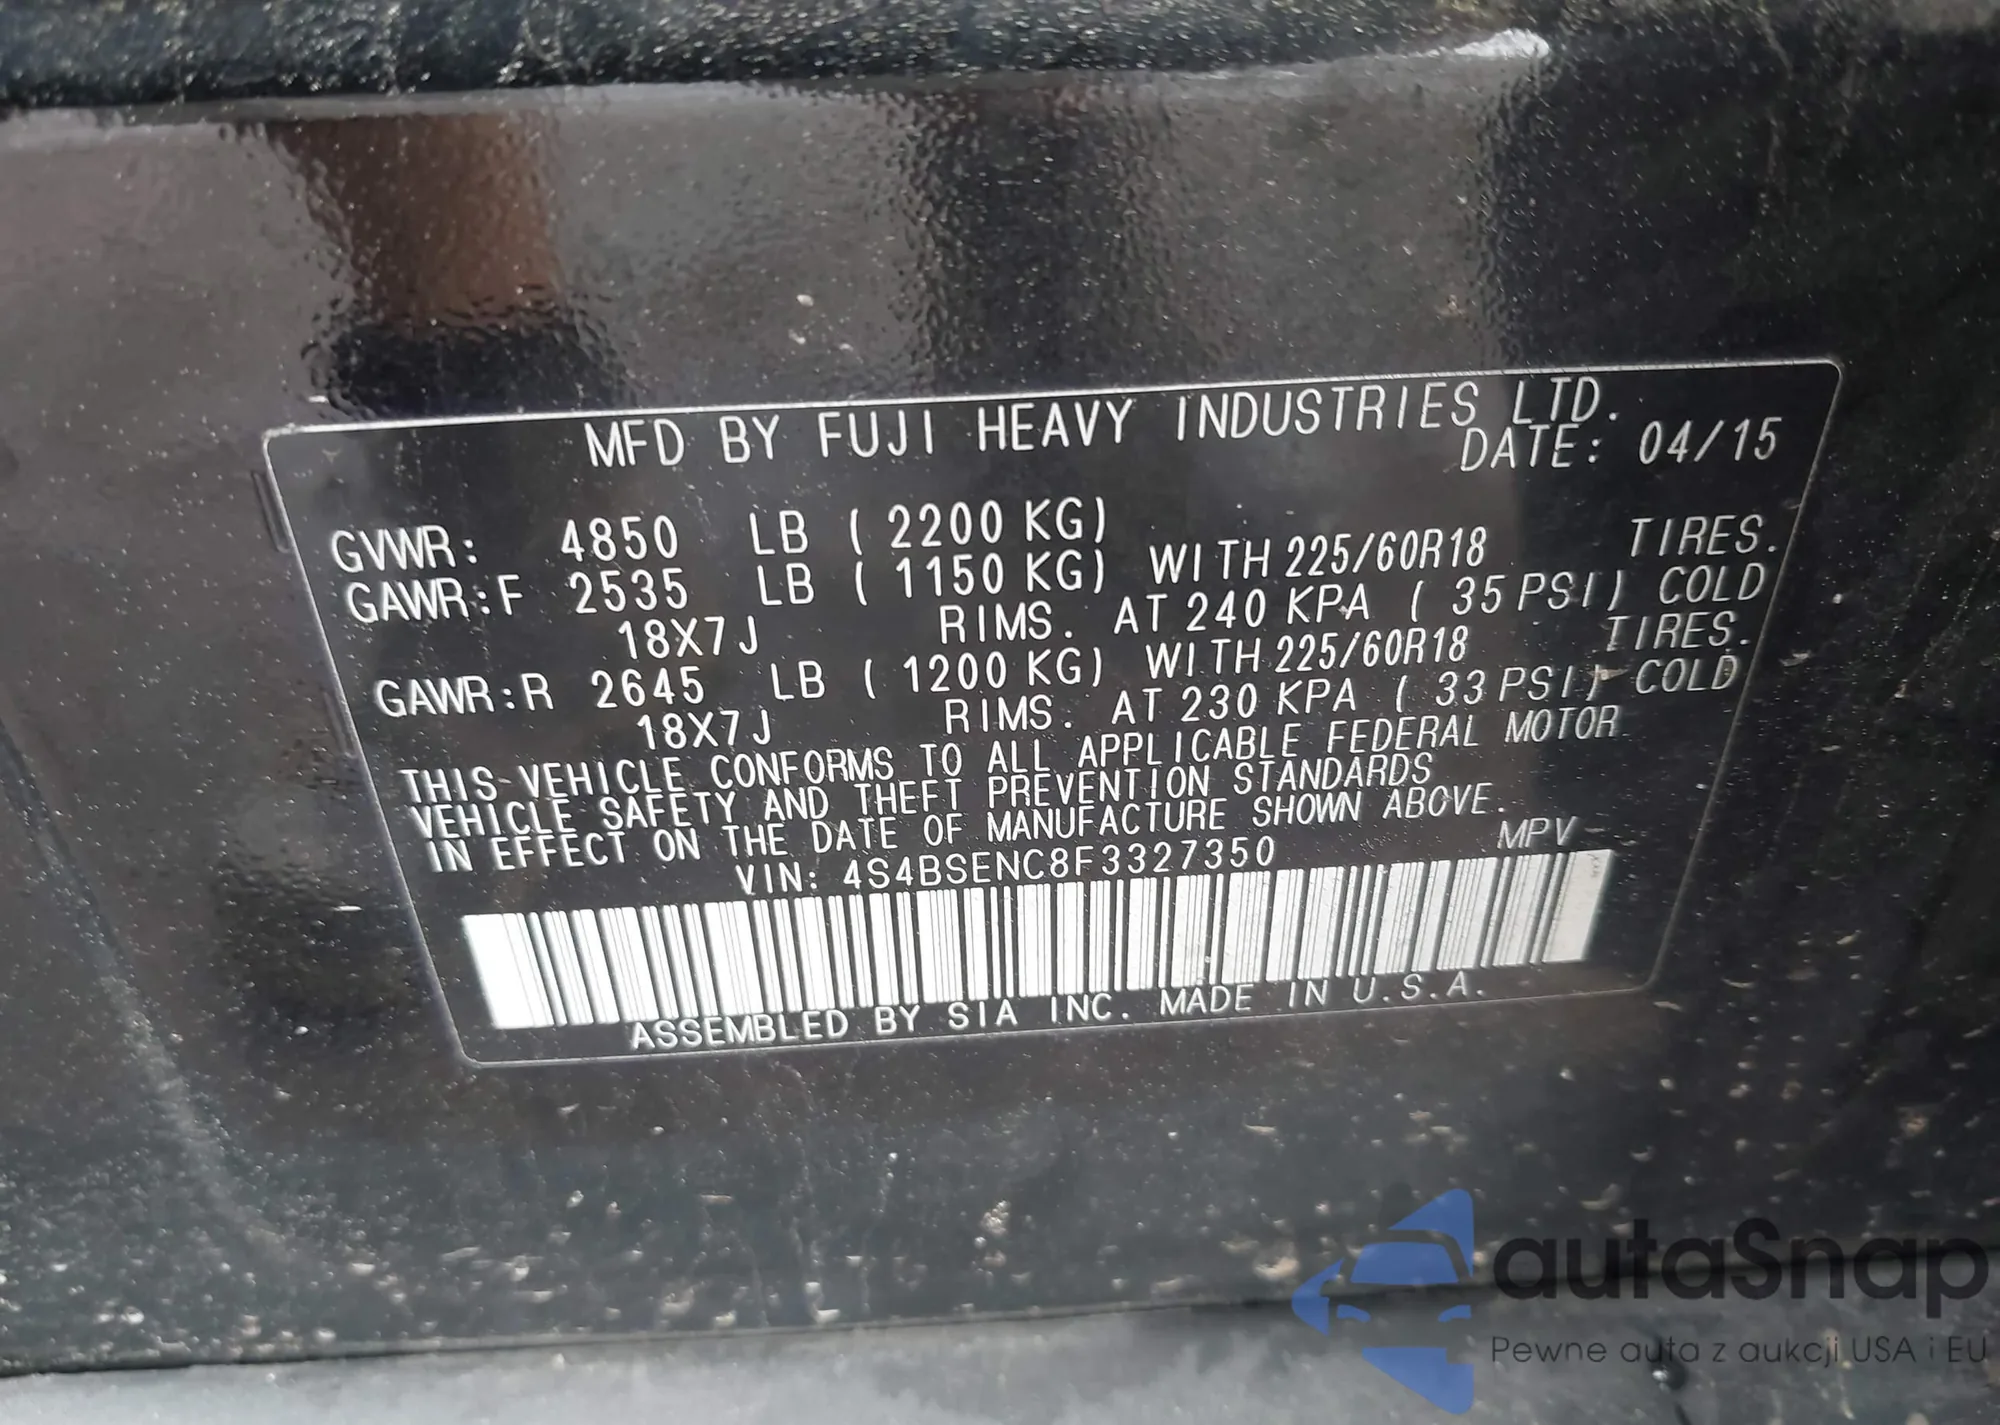 MFD BY FUJI HEAVY INDUSTRIES LTD.
DATE: 04/15
GVWR: 4850 LB (2200 KG)
GAWR:F 2535 LB (1150 KG) WITH 225/60R18 TIRES.
18X7J RIMS. AT 240 KPA (35 PSI) COLD
GAWR:R 2645 LB (1200 KG) WITH 225/60R18 TIRES.
18X7J RIMS. AT 230 KPA (33 PSI) COLD
THIS VEHICLE CONFORMS TO ALL APPLICABLE FEDERAL MOTOR
VEHICLE SAFETY AND THEFT PREVENTION STANDARDS
IN EFFECT ON THE DATE OF MANUFACTURE SHOWN ABOVE.
VIN: 4S4BSENC8F3327350 MPV
ASSEMBLED BY SIA INC. MADE IN U.S.A.
autaSnap
Pewne auta z aukcji USA i EU